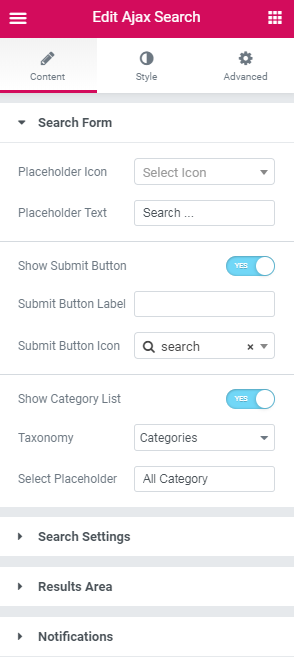 Edit Ajax Search
Content Style Advanced
Search Form
Placeholder Icon Select Icon
Placeholder Text Search ...
Show Submit Button YES
Submit Button Label
Submit Button Icon search ×
Show Category List YES
Taxonomy Categories
Select Placeholder All Category
Search Settings
Results Area
Notifications